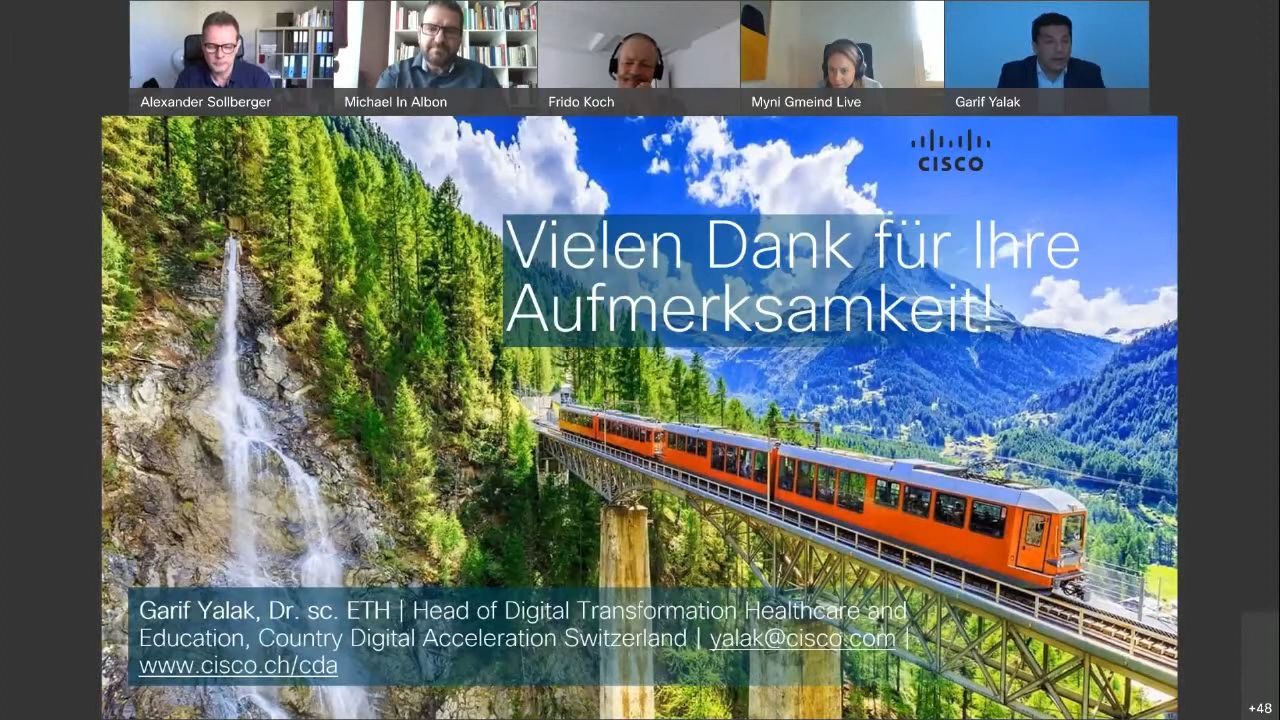 Alexander Sollberger
Michael In Albon
Frido Koch
Myni Gmeind Live
Garif Yalak
CISCO
Vielen Dank für Ihre
Aufmerksamkeit!
Garif Yalak, Dr. sc. ETH | Head of Digital Transformation Healthcare and
Education, Country Digital Acceleration Switzerland | yalak@cisco.com |
www.cisco.ch/cda
+48